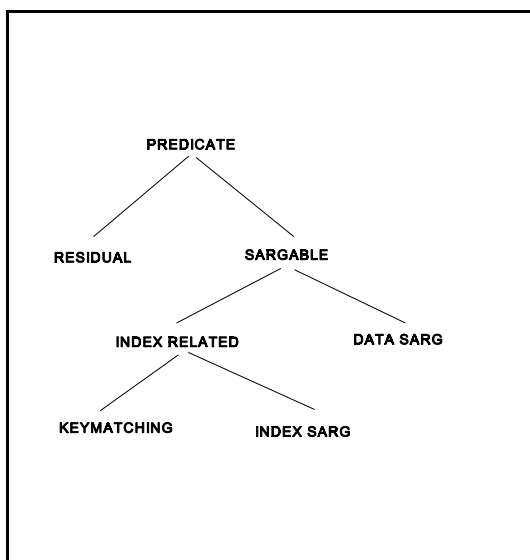 PREDICATE
RESIDUAL
SARGABLE
INDEX RELATED
DATA SARG
KEYMATCHING
INDEX SARG